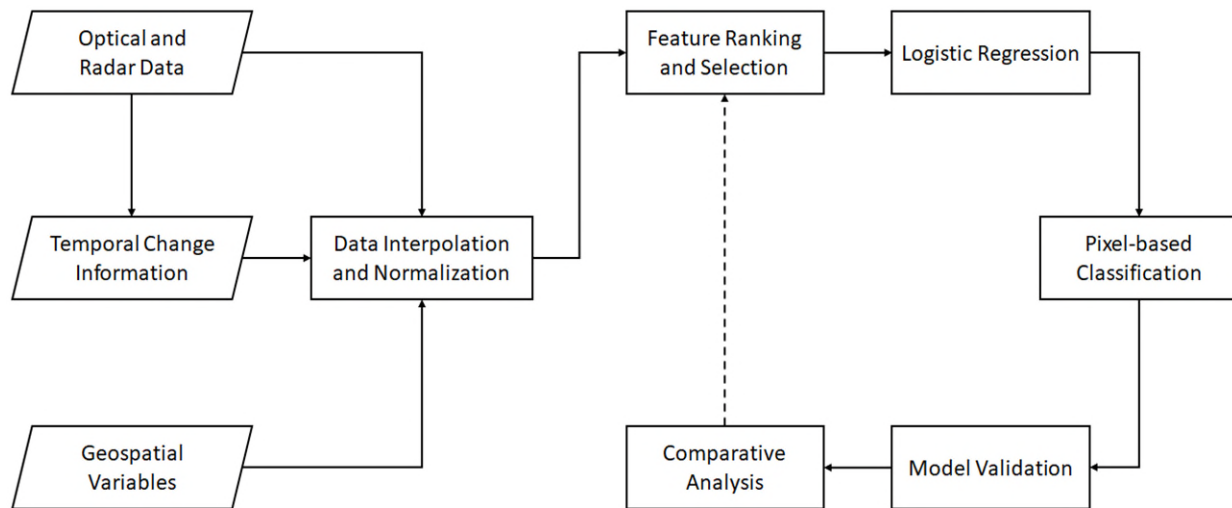 Optical and
Radar Data
Temporal Change
Information
Geospatial
Variables
Data Interpolation
and Normalization
Feature Ranking
and Selection
Logistic Regression
Pixel-based
Classification
Model Validation
Comparative
Analysis